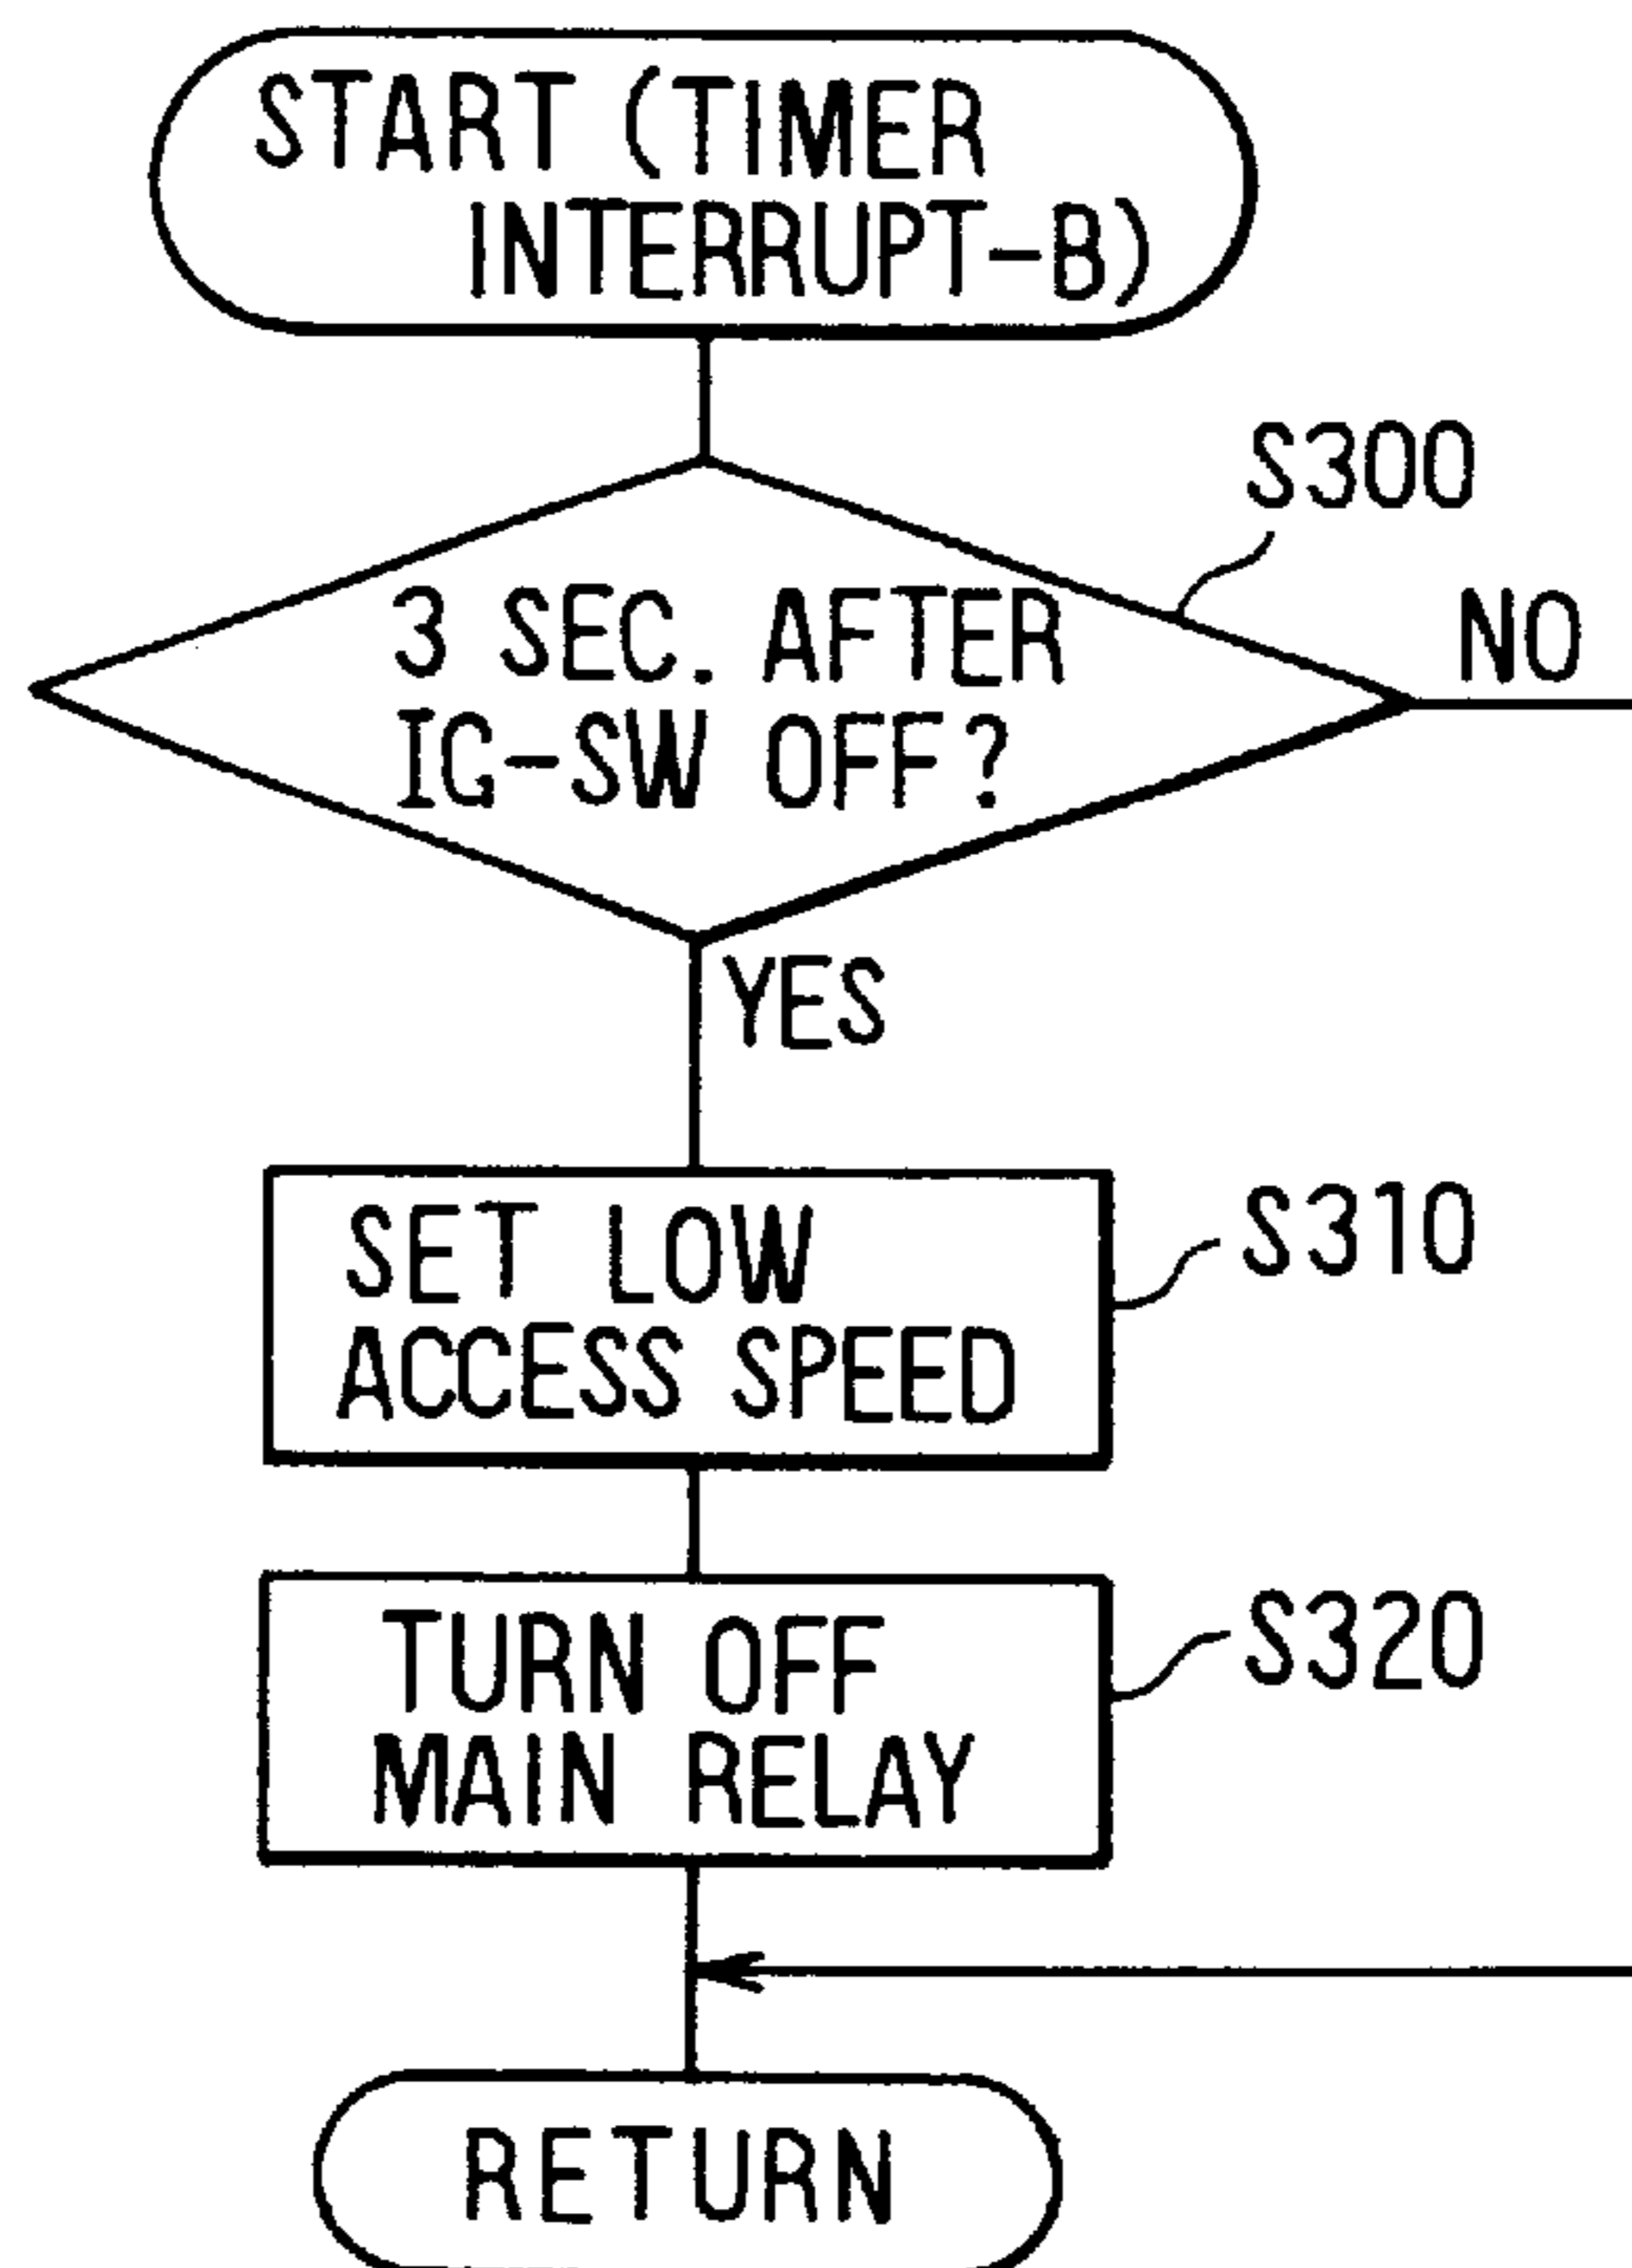 START (TIMER
INTERRUPT-B)
S300
3 SEC. AFTER
IG-SW OFF?
NO
YES
SET LOW
ACCESS SPEED
S310
TURN OFF
MAIN RELAY
S320
RETURN